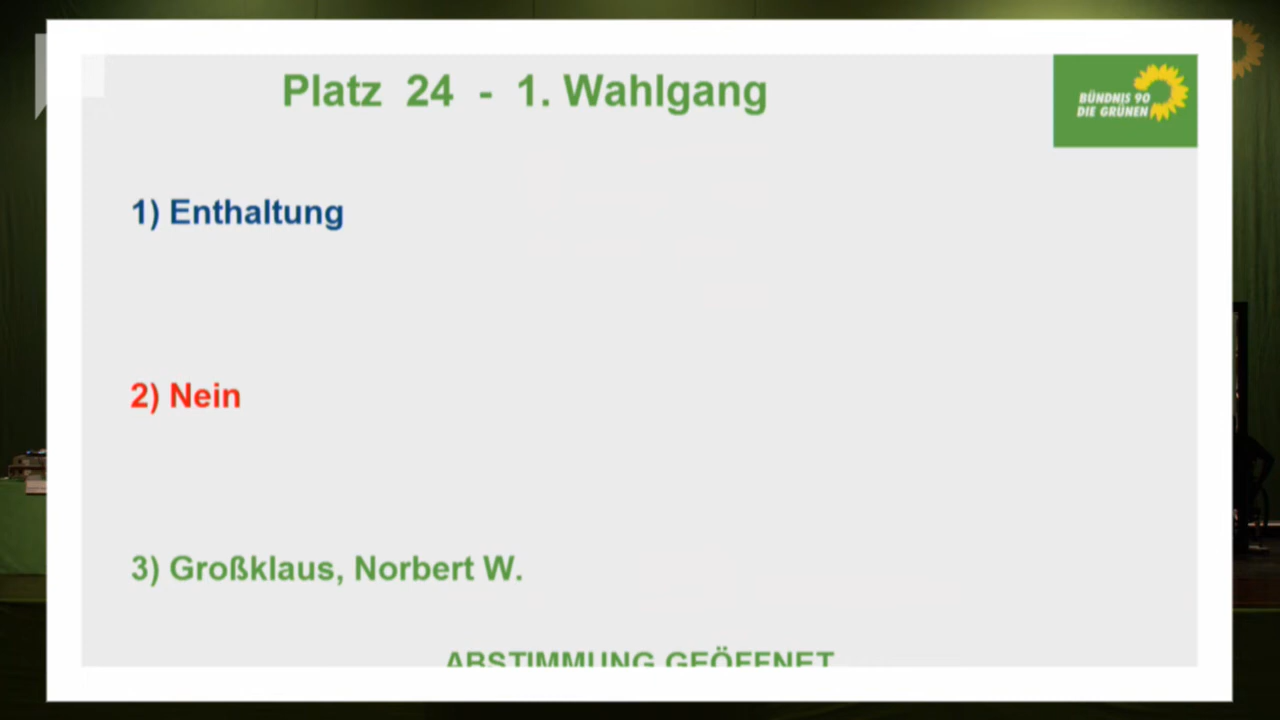 Platz 24 - 1. Wahlgang
BÜNDNIS 90
DIE GRÜNEN
1) Enthaltung
2) Nein
3) Großklaus, Norbert W.
ABSTIMMUNG GEÖFFNET